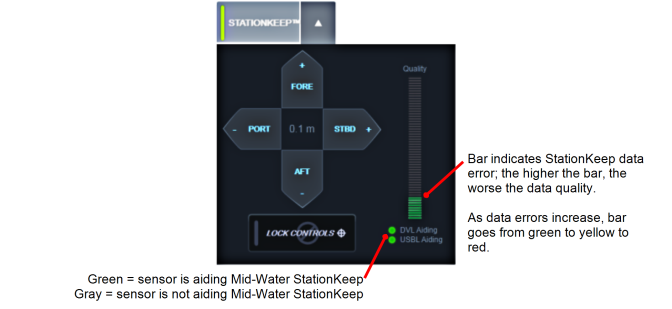 STATIONKEEP™ ▲
Quality
+
FORE
- PORT 0.1 m STBD +
AFT
-
LOCK CONTROLS
DVL Aiding
USBL Aiding
Bar indicates StationKeep data
error; the higher the bar, the
worse the data quality.
As data errors increase, bar
goes from green to yellow to
red.
Green = sensor is aiding Mid-Water StationKeep
Gray = sensor is not aiding Mid-Water StationKeep